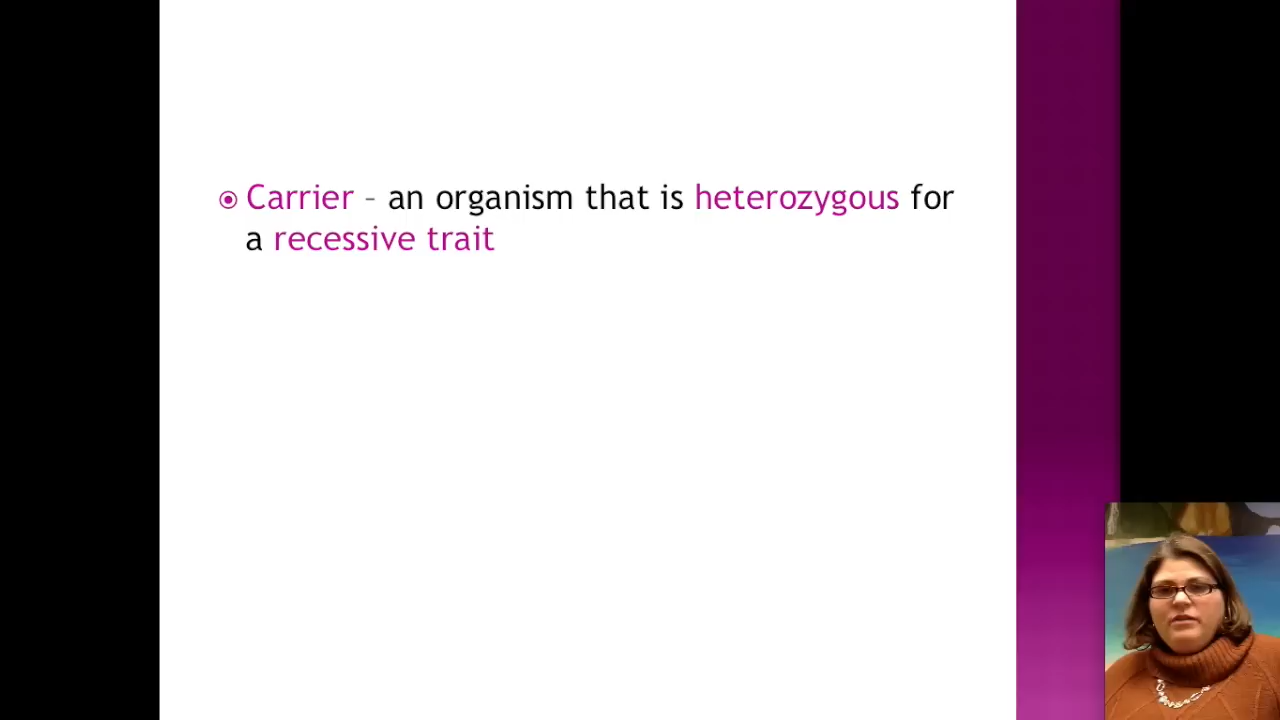 Carrier – an organism that is heterozygous for
a recessive trait